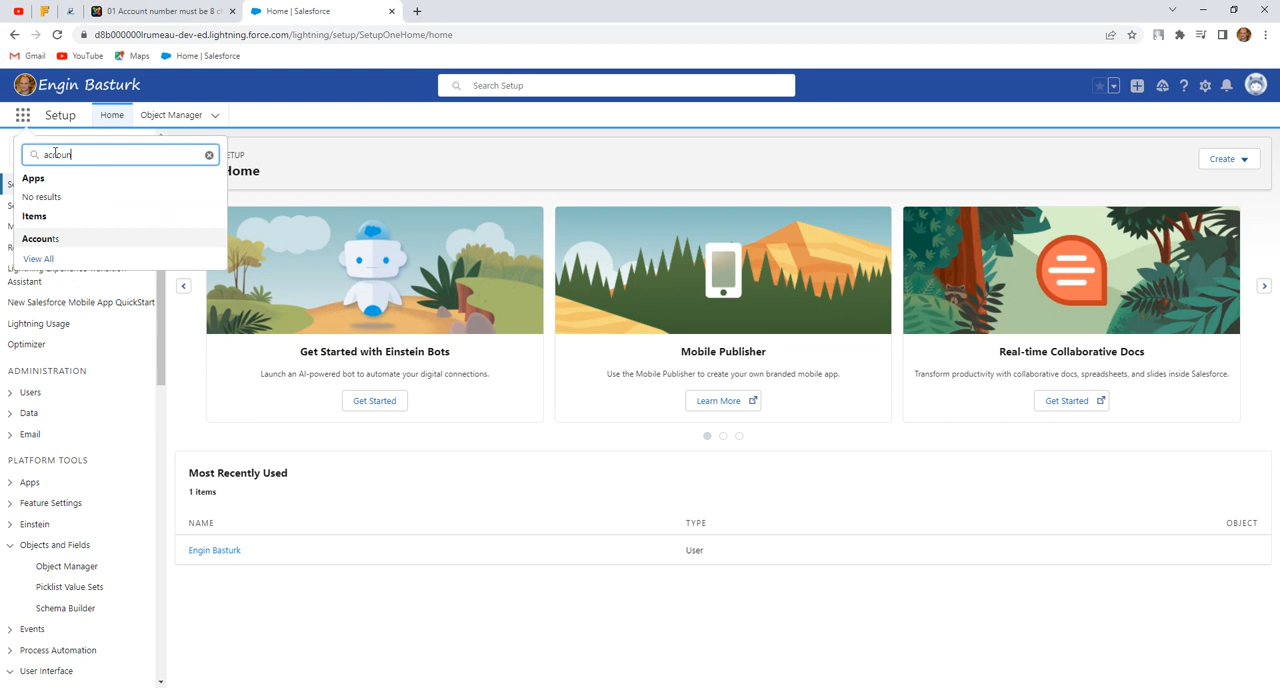 01 Account number must be 8 c
Home | Salesforce
d8b000000lrumeau-dev-ed.lightning.force.com/lightning/setup/SetupOneHome/home
Gmail
YouTube
Maps
Home | Salesforce
Engin Basturk
Search Setup
Setup
Home
Object Manager
accoun
Apps
No results
Items
Accounts
View All
ETUP
Home
Create
Assistant
New Salesforce Mobile App QuickStart
Lightning Usage
Optimizer
ADMINISTRATION
Users
Data
Email
PLATFORM TOOLS
Apps
Feature Settings
Einstein
Objects and Fields
Object Manager
Picklist Value Sets
Schema Builder
Events
Process Automation
User Interface
Get Started with Einstein Bots
Launch an AI-powered bot to automate your digital connections.
Get Started
Mobile Publisher
Use the Mobile Publisher to create your own branded mobile app.
Learn More
Real-time Collaborative Docs
Transform productivity with collaborative docs, spreadsheets, and slides inside Salesforce.
Get Started
Most Recently Used
1 items
NAME TYPE OBJECT
Engin Basturk User